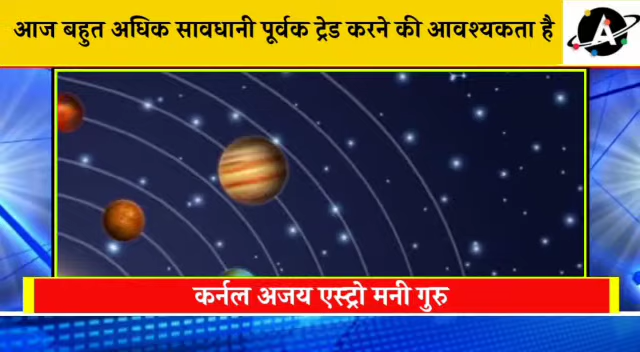 आज बहुत अधिक सावधानी पूर्वक ट्रेड करने की आवश्यकता है
A
कर्नल अजय एस्ट्रो मनी गुरु